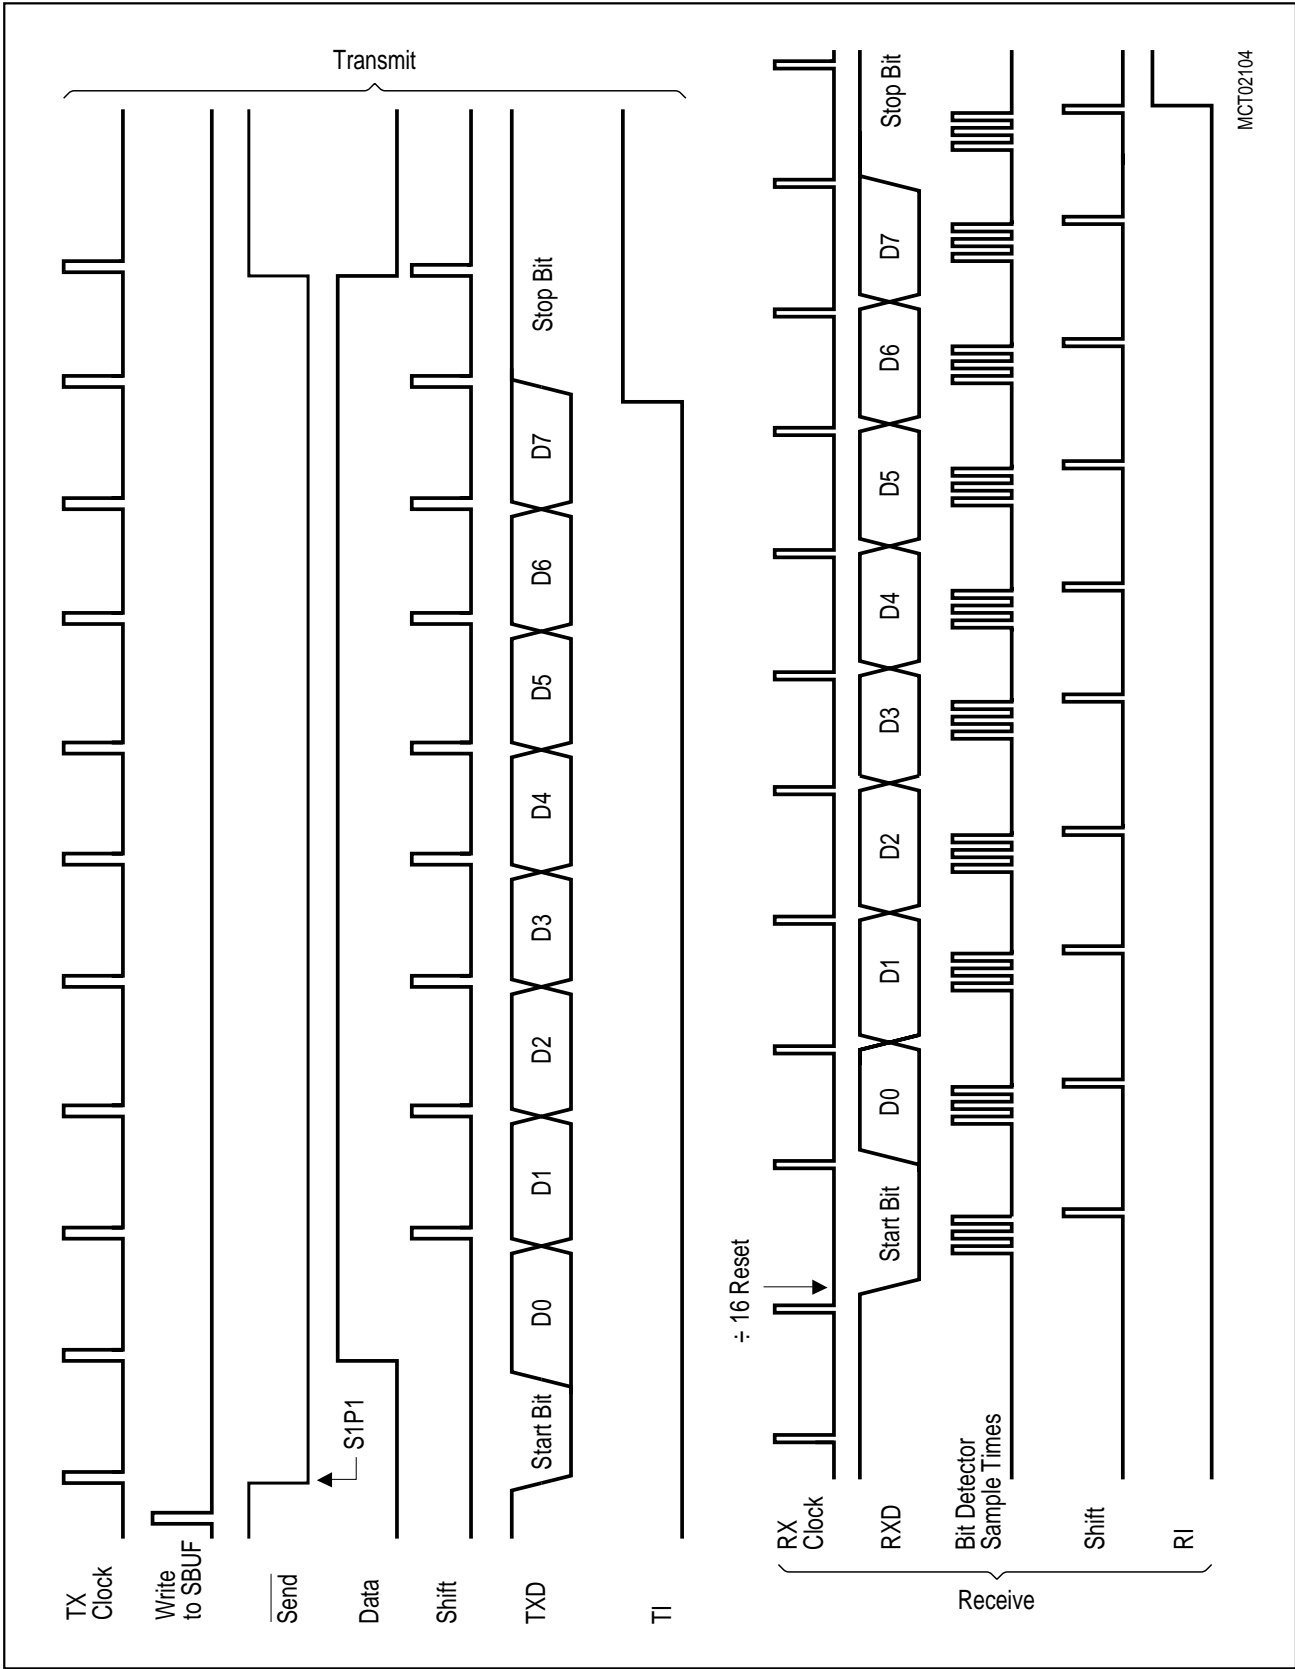 TX
Clock
Write
to SBUF
Send
S1P1
Data
Shift
TXD
Start Bit
D0
D1
D2
D3
D4
D5
D6
D7
Stop Bit
TI
Transmit
÷ 16 Reset
RX
Clock
RXD
Start Bit
D0
D1
D2
D3
D4
D5
D6
D7
Stop Bit
Bit Detector
Sample Times
Shift
RI
Receive
MCT02104